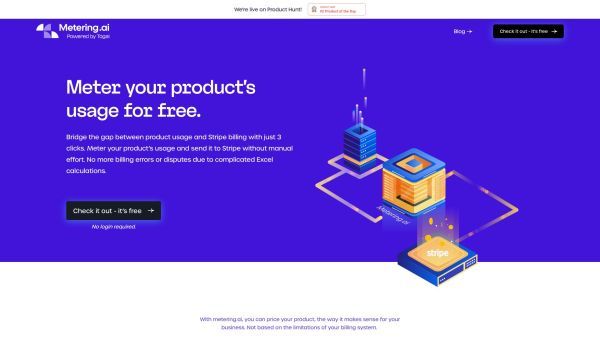 We're live on Product Hunt!
#2 Product of the Day
Metering.ai
Powered by Togai
Blog →
Check it out - it's free →
Meter your product's
usage for free.
Bridge the gap between product usage and Stripe billing with just 3
clicks. Meter your product's usage and send it to Stripe without manual
effort. No more billing errors or disputes due to complicated Excel
calculations.
Check it out - it's free →
No login required.
Metering.ai
stripe
With metering.ai, you can price your product, the way it makes sense for your
business. Not based on the limitations of your billing system.